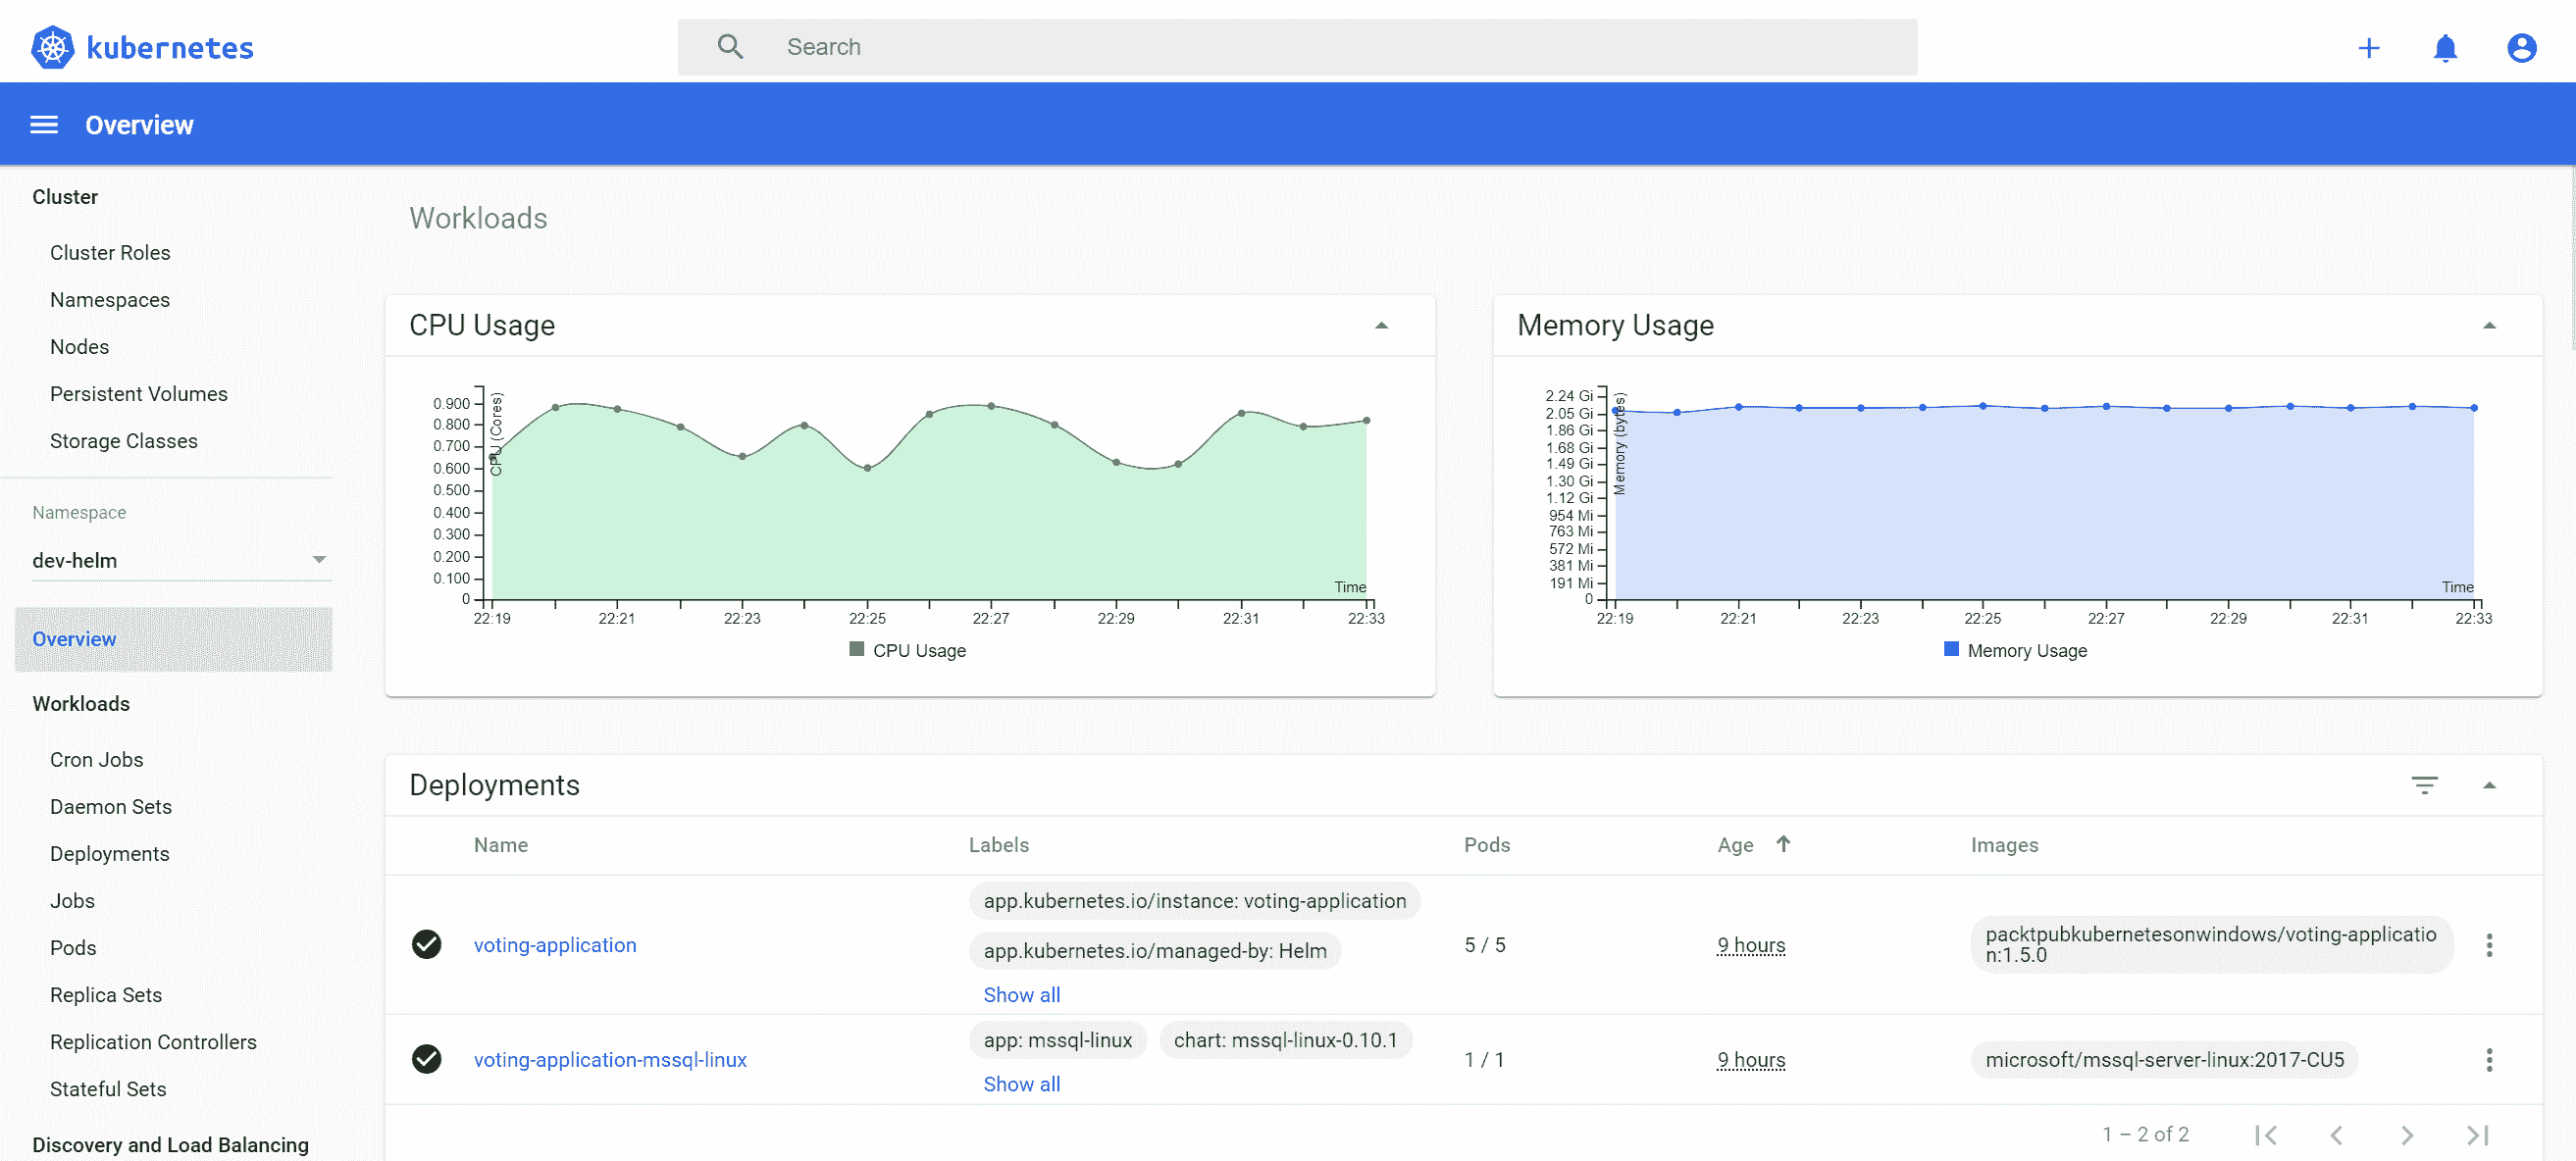 kubernetes
Search
Overview
Cluster
Cluster Roles
Namespaces
Nodes
Persistent Volumes
Storage Classes
Namespace
dev-helm
Overview
Workloads
Cron Jobs
Daemon Sets
Deployments
Jobs
Pods
Replica Sets
Replication Controllers
Stateful Sets
Discovery and Load Balancing
Workloads
CPU Usage
CPU (Cores)
0.900
0.800
0.700
0.600
0.500
0.400
0.300
0.200
0.100
0
Time
22:19 22:21 22:23 22:25 22:27 22:29 22:31 22:33
CPU Usage
Memory Usage
Memory (bytes)
2.24 Gi
2.05 Gi
1.86 Gi
1.68 Gi
1.49 Gi
1.30 Gi
1.12 Gi
954 Mi
763 Mi
572 Mi
381 Mi
191 Mi
0
Time
22:19 22:21 22:23 22:25 22:27 22:29 22:31 22:33
Memory Usage
Deployments
Name Labels Pods Age Images
voting-application
app.kubernetes.io/instance: voting-application
app.kubernetes.io/managed-by: Helm
Show all
5 / 5
9 hours
packtpubkubernetesonwindows/voting-applicatio
n:1.5.0
voting-application-mssql-linux
app: mssql-linux chart: mssql-linux-0.10.1
Show all
1 / 1
9 hours
microsoft/mssql-server-linux:2017-CU5
1 – 2 of 2